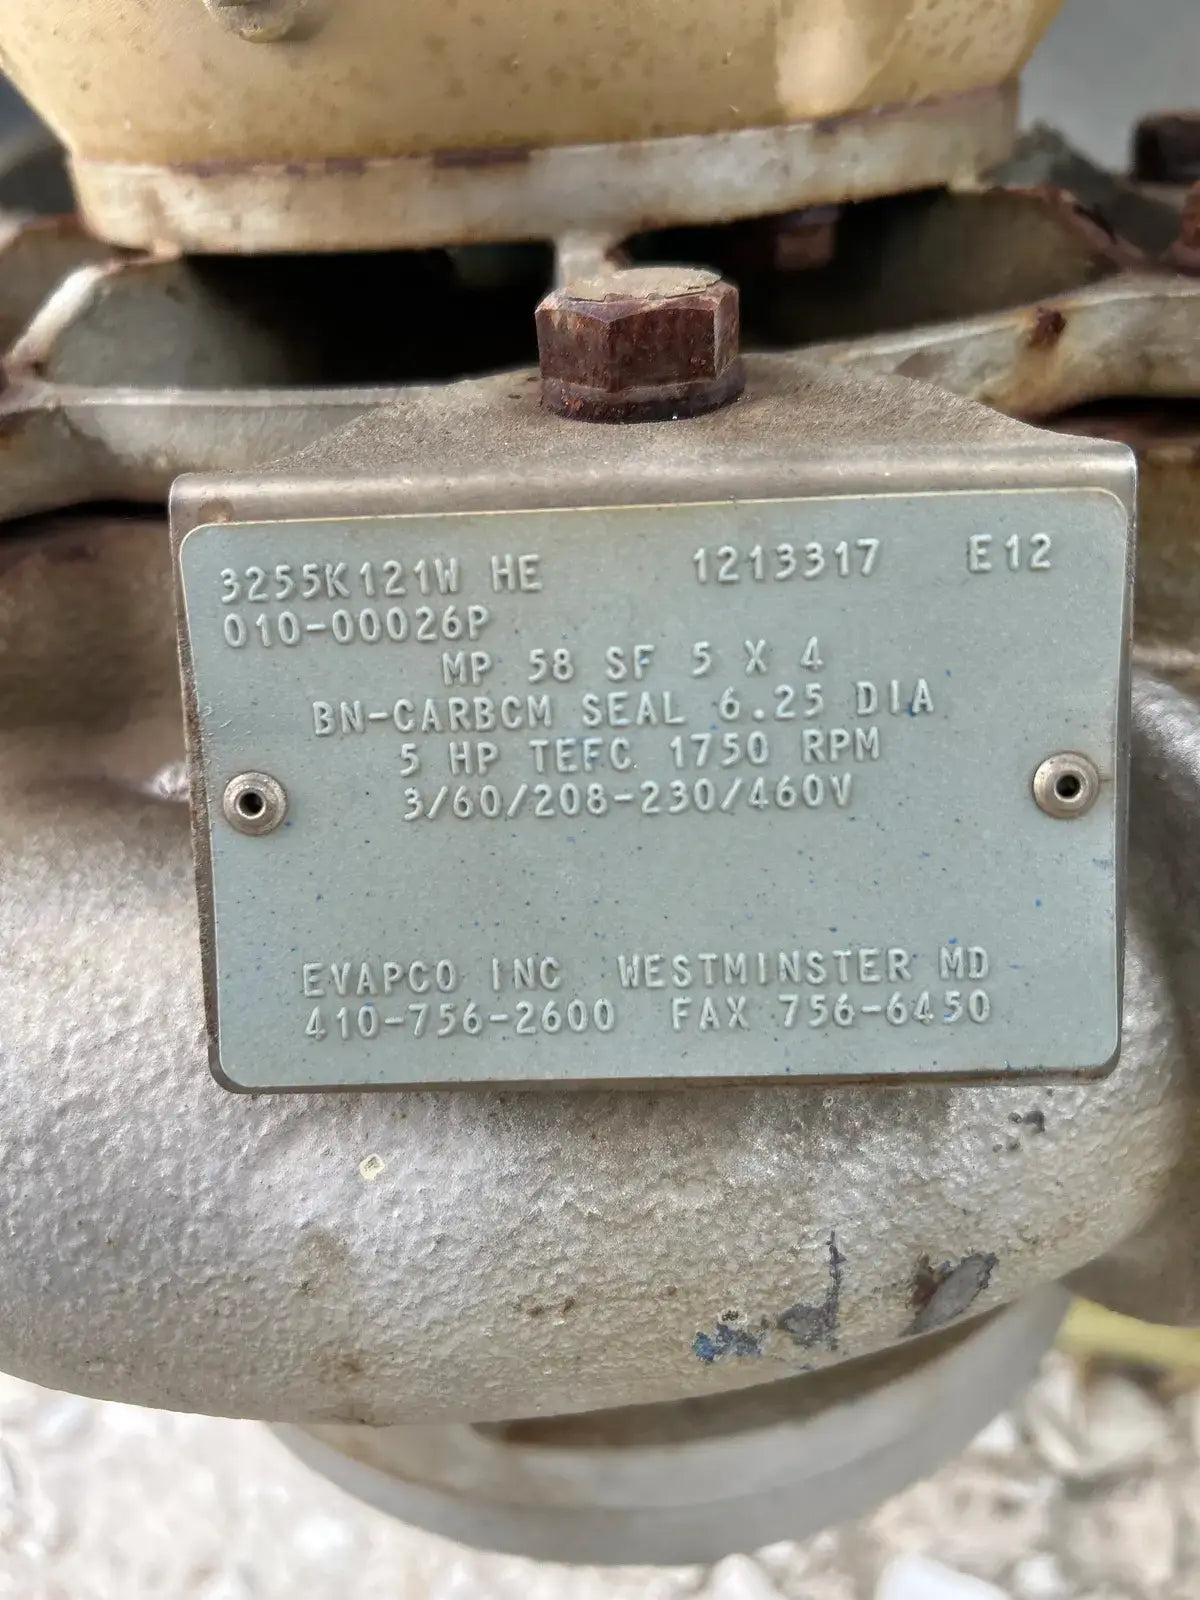 3255K121W HE 1213317 E12
010-00026P
MP 58 SF 5 X 4
BN-CARBCM SEAL 6.25 DIA
5 HP TEFC 1750 RPM
3/60/208-230/460V
EVAPCO INC WESTMINSTER MD
410-756-2600 FAX 756-6450